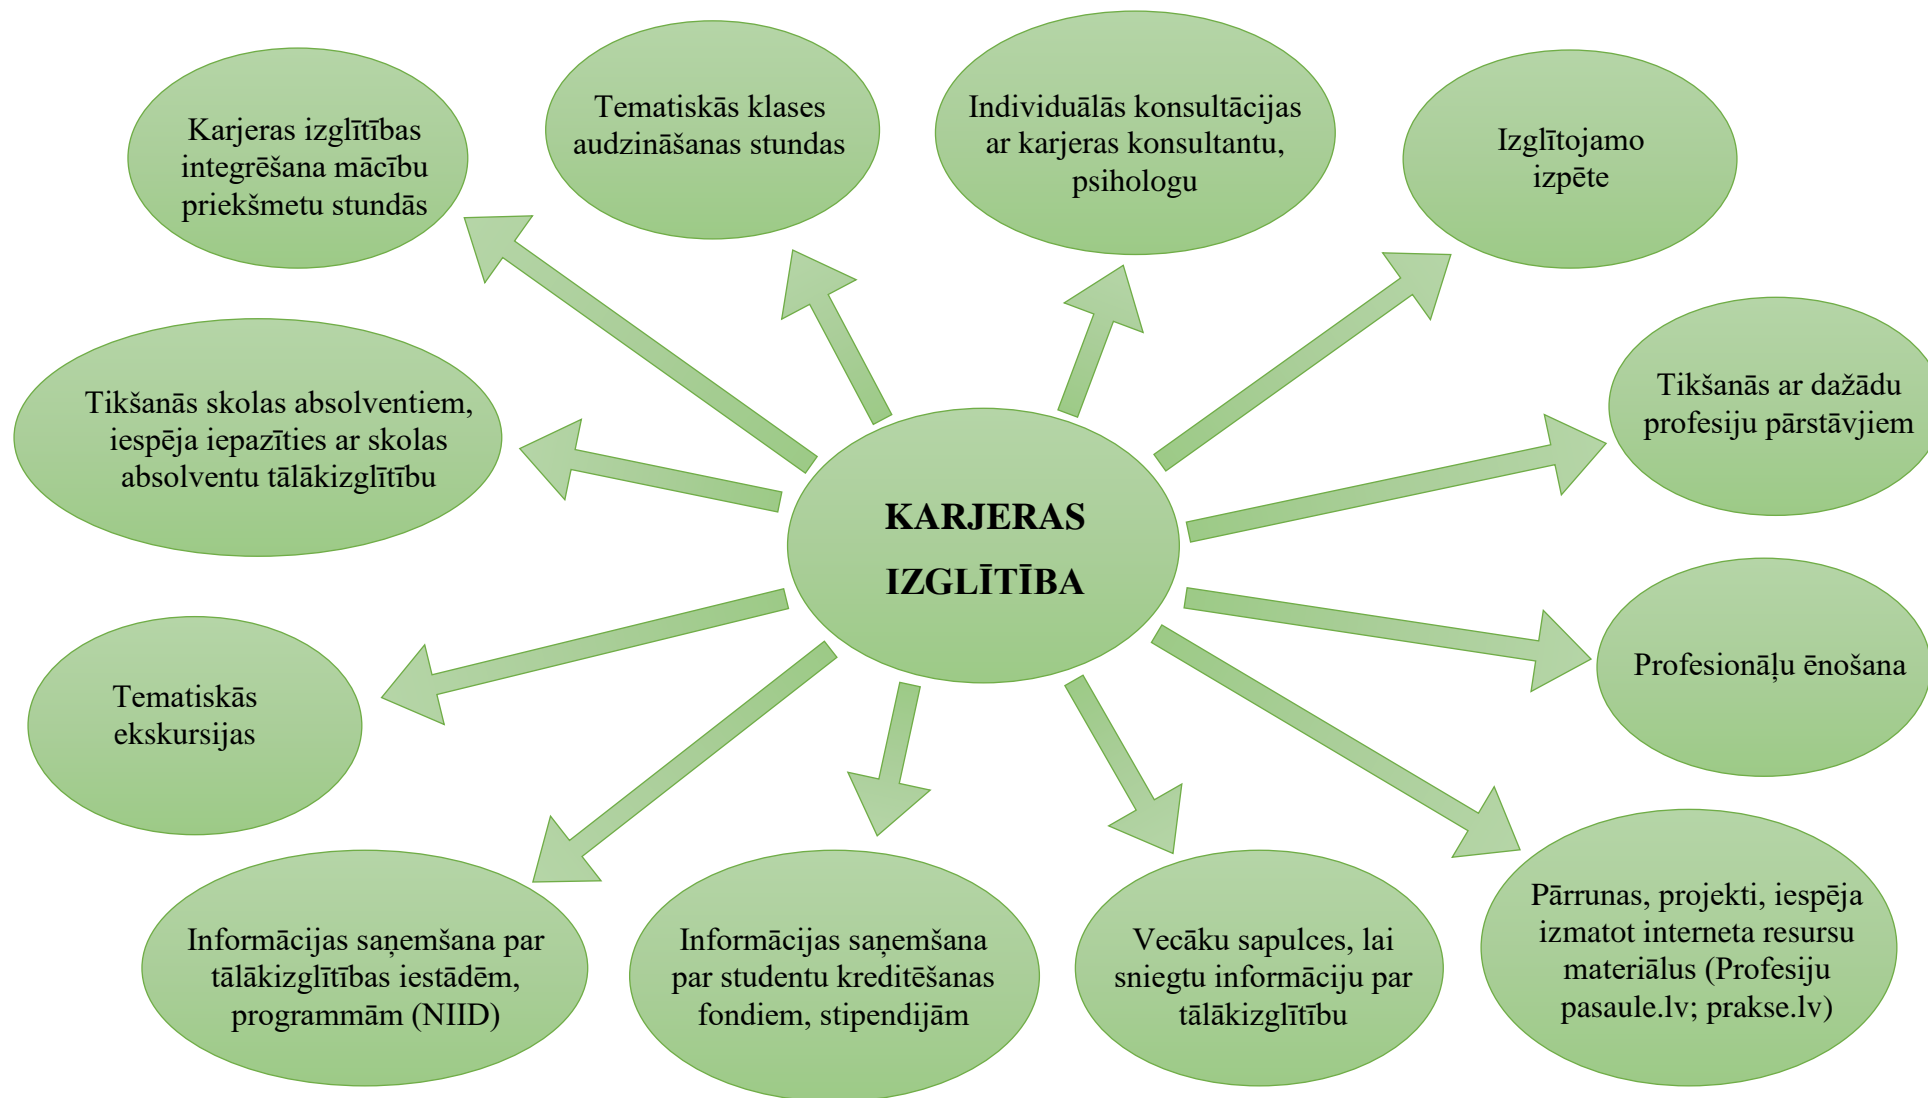 Karjeras izglītības
integrēšana mācību
priekšmetu stundās
Tematiskās klases
audzināšanas stundas
Individuālās konsultācijas
ar karjeras konsultantu,
psihologu
Izglītojamo
izpēte
Tikšanās skolas absolventiem,
iespēja iepazīties ar skolas
absolventu tālākizglītību
Tikšanās ar dažādu
profesiju pārstāvjiem
KARJERAS
IZGLĪTĪBA
Tematiskās
ekskursijas
Profesionāļu ēnošana
Informācijas saņemšana par
tālākizglītības iestādēm,
programmām (NIID)
Informācijas saņemšana
par studentu kreditēšanas
fondiem, stipendijām
Vecāku sapulces, lai
sniegtu informāciju par
tālākizglītību
Pārrunas, projekti, iespēja
izmatot interneta resursu
materiālus (Profesiju
pasaule.lv; prakse.lv)